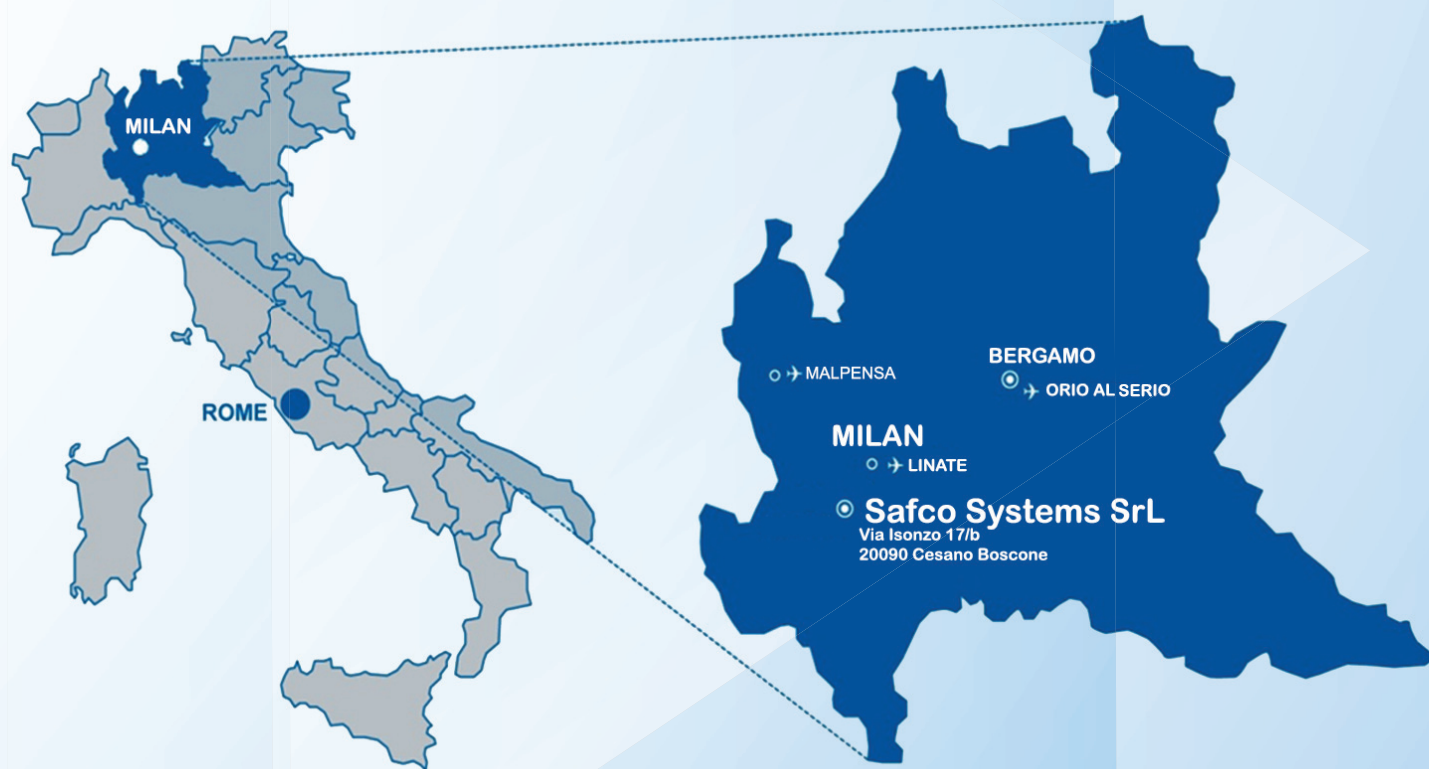 MILAN
ROME
MALPENSA
BERGAMO
ORIO AL SERIO
MILAN
LINATE
Safco Systems SrL
Via Isonzo 17/b
20090 Cesano Boscone